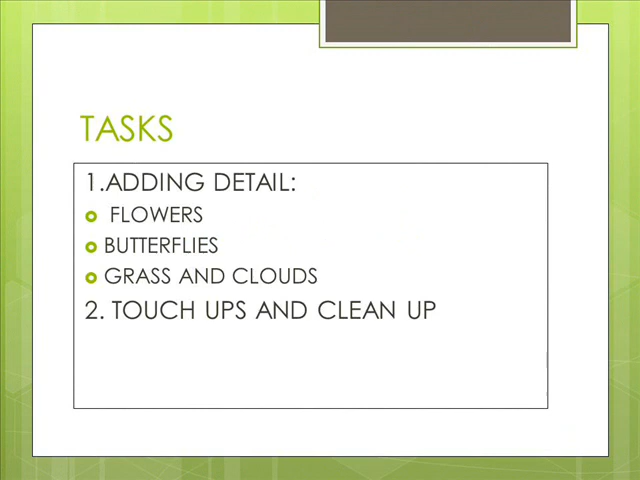 TASKS
1.ADDING DETAIL:
FLOWERS
BUTTERFLIES
GRASS AND CLOUDS
2. TOUCH UPS AND CLEAN UP